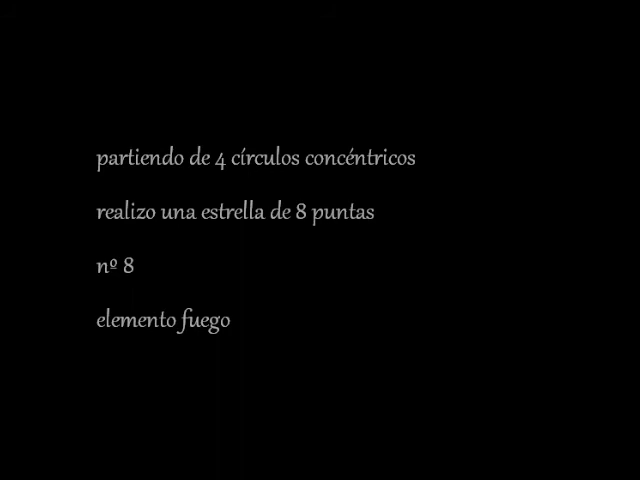 partiendo de 4 círculos concéntricos
realizo una estrella de 8 puntas
nº 8
elemento fuego